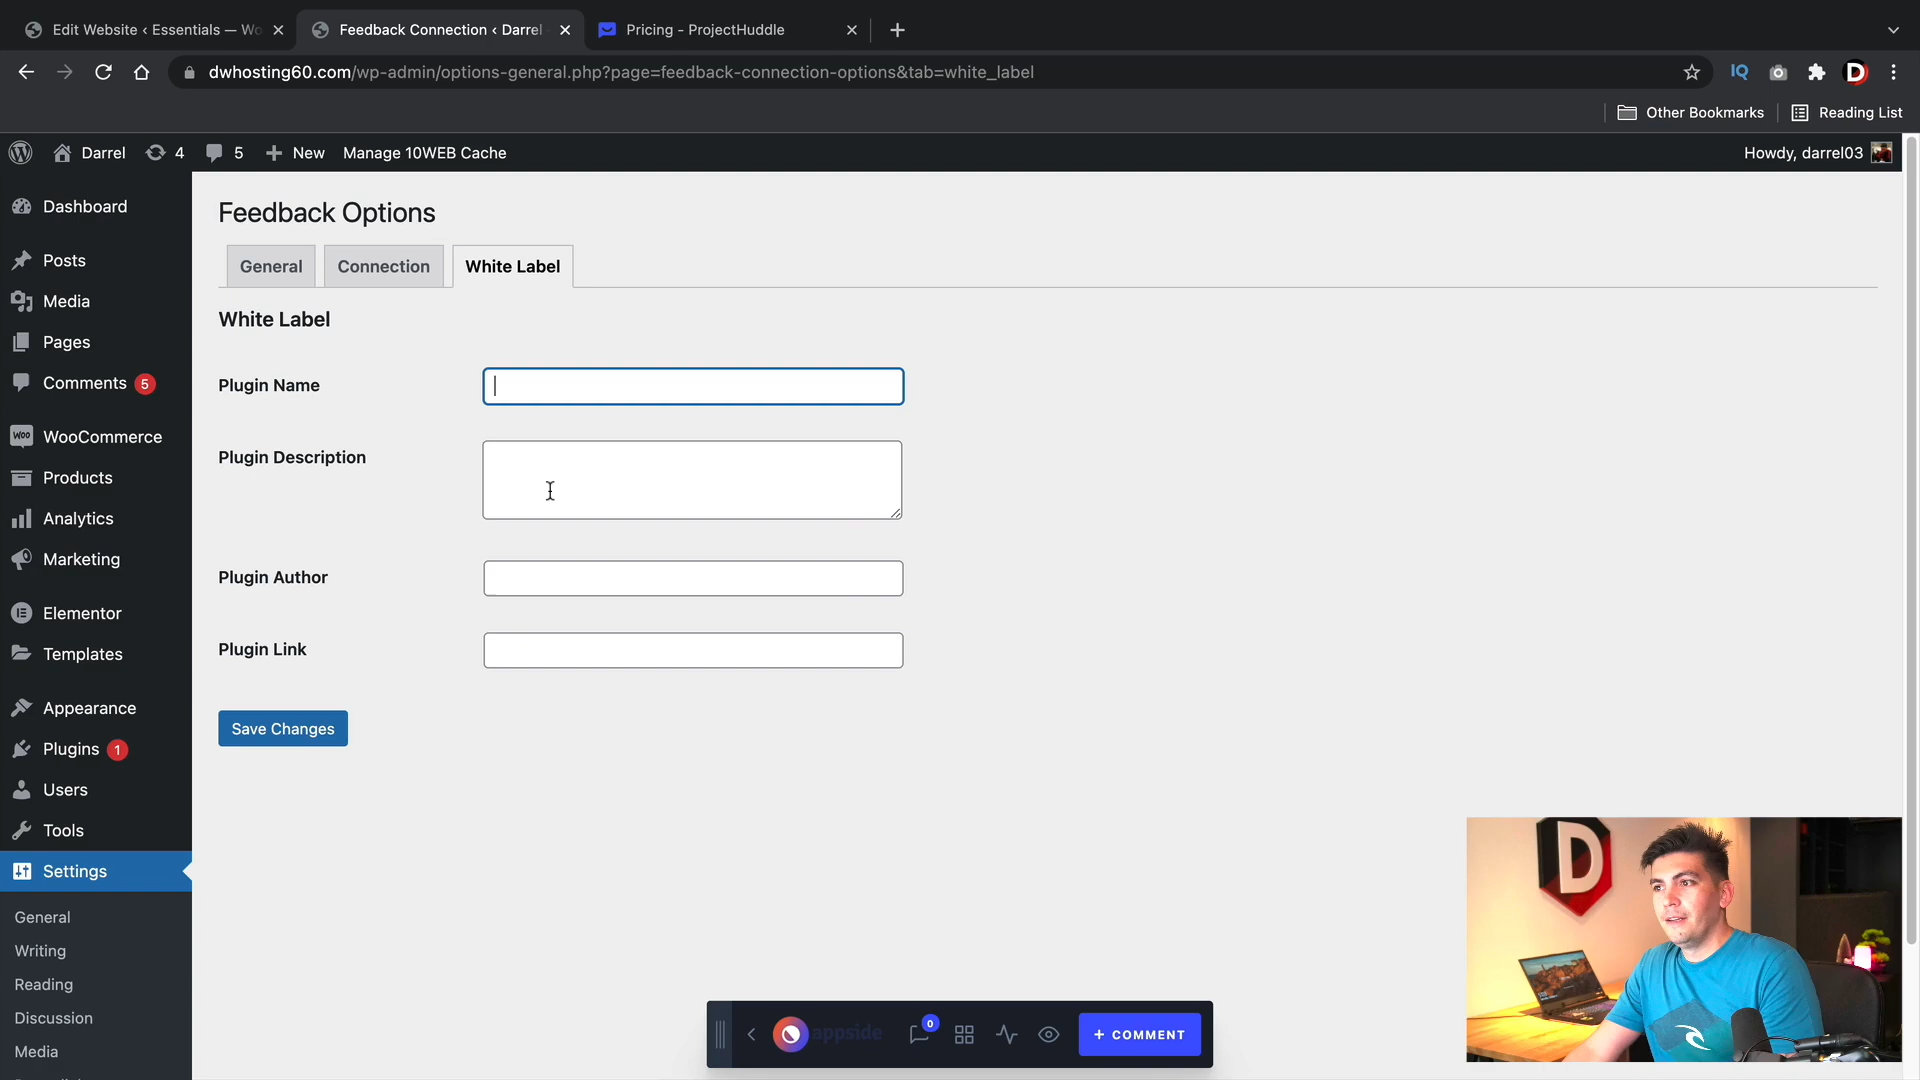 Edit Website ‹ Essentials — Wo
Feedback Connection ‹ Darrel
Pricing - ProjectHuddle
dwhosting60.com/wp-admin/options-general.php?page=feedback-connection-options&tab=white_label
IQ
D
Other Bookmarks
Reading List
Darrel
4
5
New
Manage 10WEB Cache
Howdy, darrel03
Dashboard
Posts
Media
Pages
Comments 5
Woo WooCommerce
Products
Analytics
Marketing
Elementor
Templates
Appearance
Plugins 1
Users
Tools
Settings
General
Writing
Reading
Discussion
Media
Feedback Options
General
Connection
White Label
White Label
Plugin Name
Plugin Description
Plugin Author
Plugin Link
Save Changes
appside
0
+ COMMENT
D